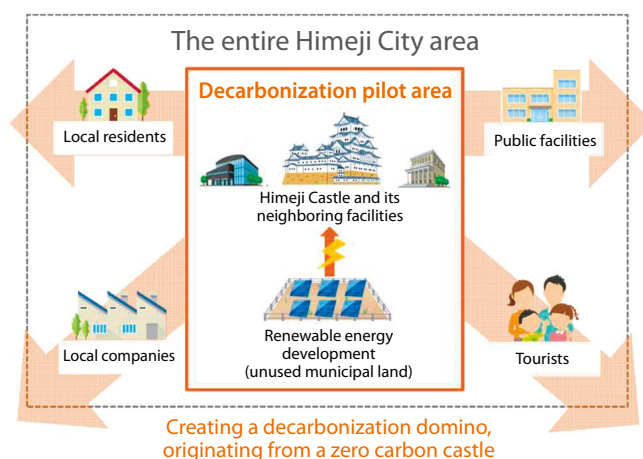 The entire Himeji City area
Decarbonization pilot area
Local residents
Public facilities
Himeji Castle and its
neighboring facilities
Local companies
Renewable energy
development
(unused municipal land)
Tourists
Creating a decarbonization domino,
originating from a zero carbon castle